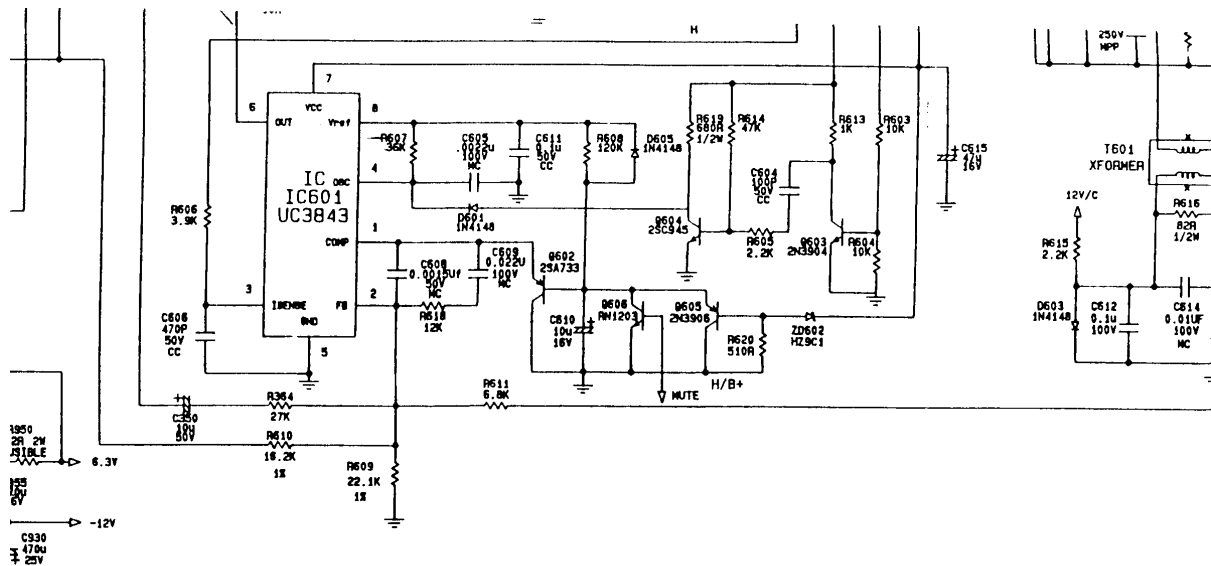 H
250V
MPP
7
6
8
VCC
OUT
Vref
R607
36K
C605
.0022u
100V
MC
C611
0.1u
50V
CC
R608
120K
D605
1N4148
R619
680R
1/2W
R614
47K
R613
1K
R603
10K
C615
47u
16V
T601
XFORMER
4
OSC
IC
IC601
UC3843
R606
3.9K
D601
1N4148
C604
100P
50V
CC
12V/C
R616
82R
1/2W
1
COMP
Q604
2SC945
R605
2.2K
Q603
2N3904
R604
10K
R615
2.2K
C608
0.0015Uf
50V
MC
C609
0.022U
100V
MC
Q602
2SA733
3
2
ISENSE
FB
R618
12K
GND
5
C606
470P
50V
CC
C610
10u
16V
Q606
RN1203
Q605
2N3906
ZD602
HZ9C1
R620
510R
D603
1N4148
C612
0.1u
100V
C614
0.01UF
100V
MC
H/B+
MUTE
R611
6.8K
C350
10u
50V
R364
27K
R610
16.2K
1%
R609
22.1K
1%
R950
2R 2W
USIBLE
6.3V
-12V
C930
470u
25V